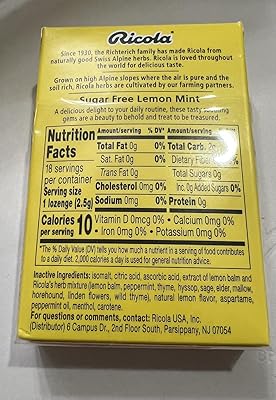 Ricola
Since 1930, the Richterich family has made Ricola from
naturally good Swiss Alpine herbs. Ricola is loved throughout
the world for delicious taste.
Grown on high Alpine slopes where the air is pure and the
soil rich, Ricola herbs are cultivated by our farming partners.
Sugar Free Lemon Mint
A delicious delight to your daily routine, these tasty
gems are a beauty to behold and treat to be treasured.
Nutrition
Facts
18 servings
per container
Serving size
1 lozenge (2.5g)
Calories 10
per serving
Amount/serving % DV*
Total Fat 0g 0%
Sat. Fat 0g 0%
Trans Fat 0g
Cholesterol 0mg 0%
Sodium 0mg 0%
Amount/serving % DV*
Total Carb.
Dietary 0%
Total Sugars 0g
Inc. 0g Added Sugars 0%
Protein 0g
Vitamin D 0mcg 0% • Calcium 0mg 0%
• Iron 0mg 0% • Potassium 0mg 0%
*The % Daily Value (DV) tells you how much a nutrient in a serving of food contributes
to a daily diet. 2,000 calories a day is used for general nutrition advice.
Inactive Ingredients: isomalt, citric acid, ascorbic acid, extract of lemon balm and
Ricola's herb mixture (lemon balm, peppermint, thyme, hyssop, sage, elder, mallow,
horehound, linden flowers, wild thyme), natural lemon flavor, aspartame,
peppermint oil, menthol, carotene.
For questions or comments, contact: Ricola USA, Inc.
(Distributor) 6 Campus Dr., 2nd Floor South, Parsippany, NJ 07054